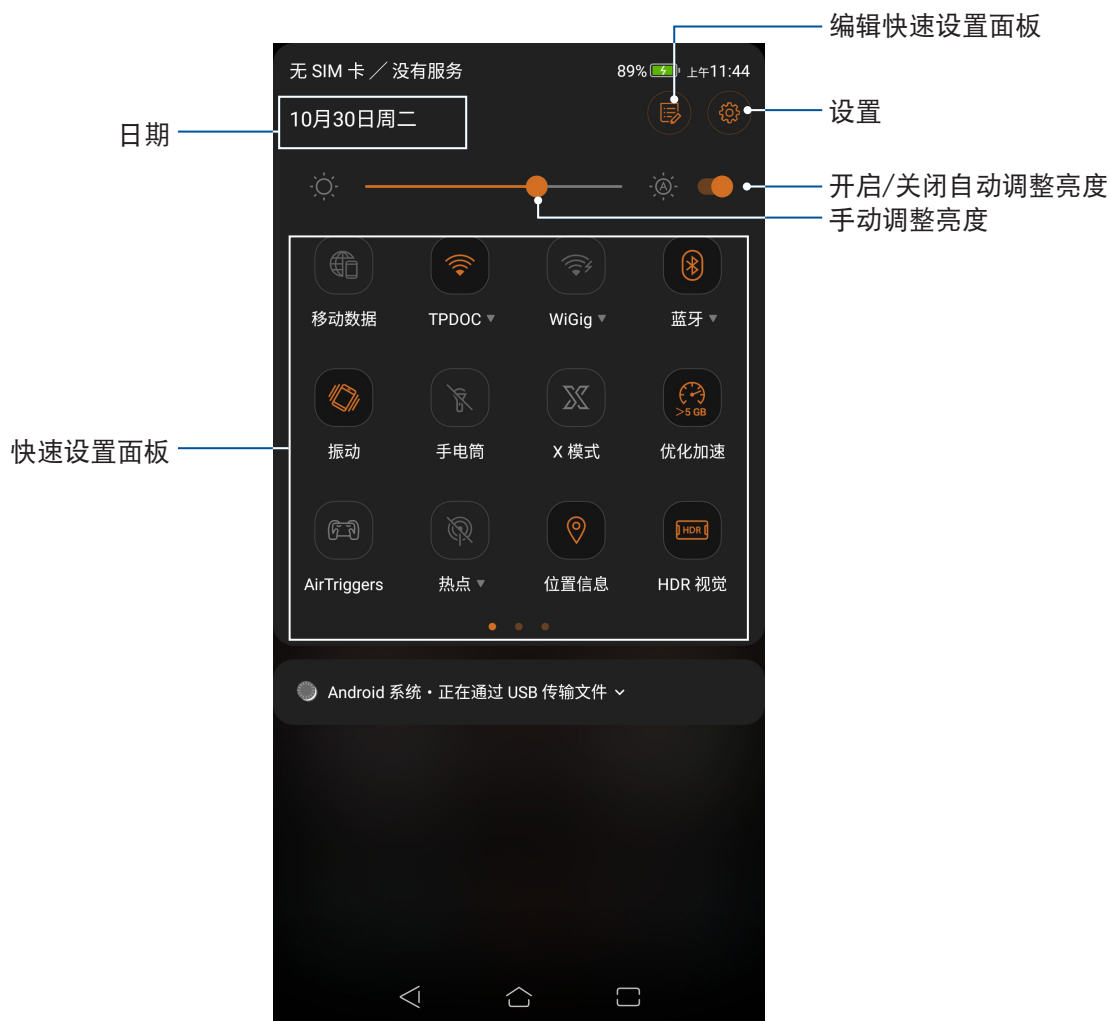 编辑快速设置面板
无 SIM 卡 ／ 没有服务 89% 上午11:44
设置
10月30日周二
日期
A
开启/关闭自动调整亮度
手动调整亮度
移动数据 TPDOC WiGig 蓝牙
>5 GB
振动 手电筒 X 模式 优化加速
快速设置面板
HDR
AirTriggers 热点 位置信息 HDR 视觉
Android 系统 • 正在通过 USB 传输文件